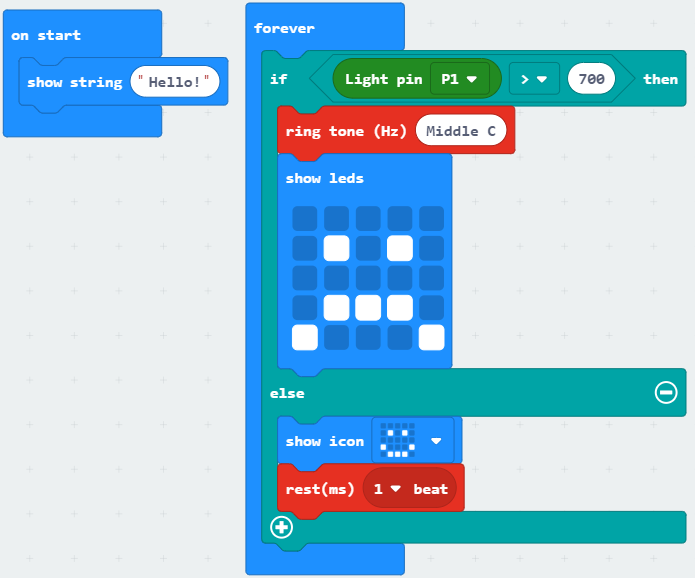 on start
show string "Hello!"
forever
if Light pin P1 > 700 then
ring tone (Hz) Middle C
show leds
else
show icon
rest(ms) 1 beat